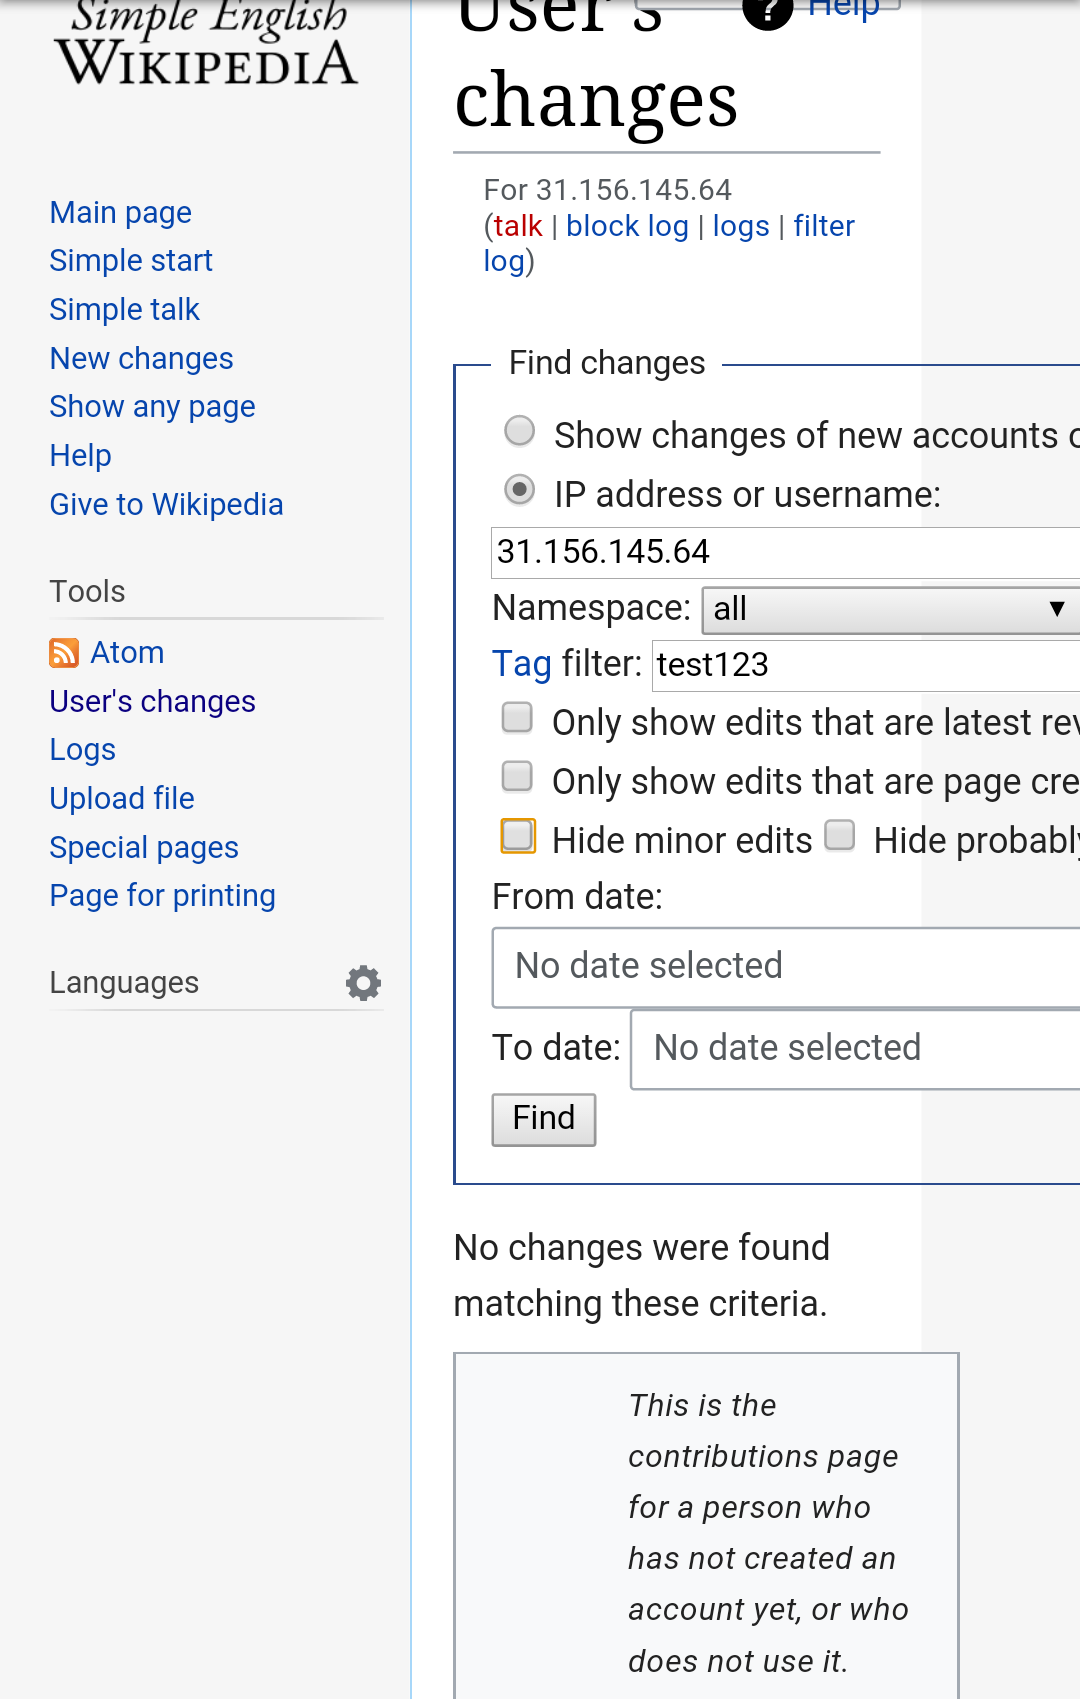 Simple English
WIKIPEDIA
Main page
Simple start
Simple talk
New changes
Show any page
Help
Give to Wikipedia
Tools
Atom
User's changes
Logs
Upload file
Special pages
Page for printing
Languages
? Help
User's
changes
For 31.156.145.64
(talk | block log | logs | filter
log)
Find changes
Show changes of new accounts o
IP address or username:
31.156.145.64
Namespace: all
Tag filter: test123
Only show edits that are latest rev
Only show edits that are page cre
Hide minor edits Hide probably
From date:
No date selected
To date: No date selected
Find
No changes were found
matching these criteria.
This is the
contributions page
for a person who
has not created an
account yet, or who
does not use it.